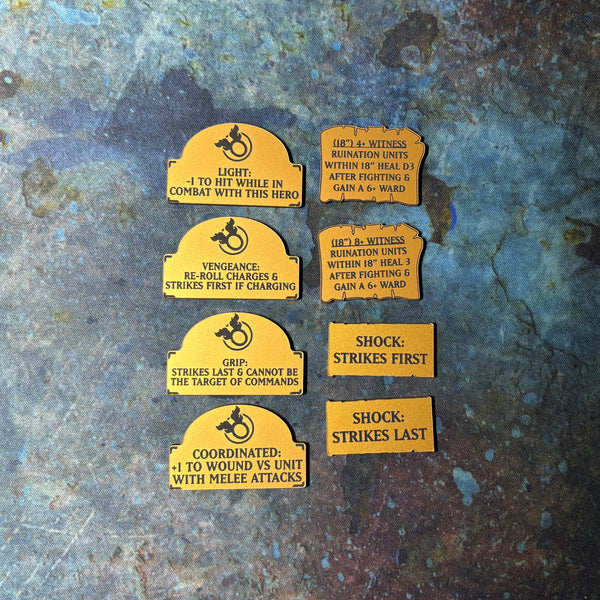 LIGHT:
-1 TO HIT WHILE IN
COMBAT WITH THIS HERO
(18") 4+ WITNESS
RUINATION UNITS
WITHIN 18" HEAL D3
AFTER FIGHTING &
GAIN A 6+ WARD
VENGEANCE:
RE-ROLL CHARGES &
STRIKES FIRST IF CHARGING
(18") 8+ WITNESS
RUINATION UNITS
WITHIN 18" HEAL 3
AFTER FIGHTING &
GAIN A 6+ WARD
GRIP:
STRIKES LAST & CANNOT BE
THE TARGET OF COMMANDS
SHOCK:
STRIKES FIRST
COORDINATED:
+1 TO WOUND VS UNIT
WITH MELEE ATTACKS
SHOCK:
STRIKES LAST